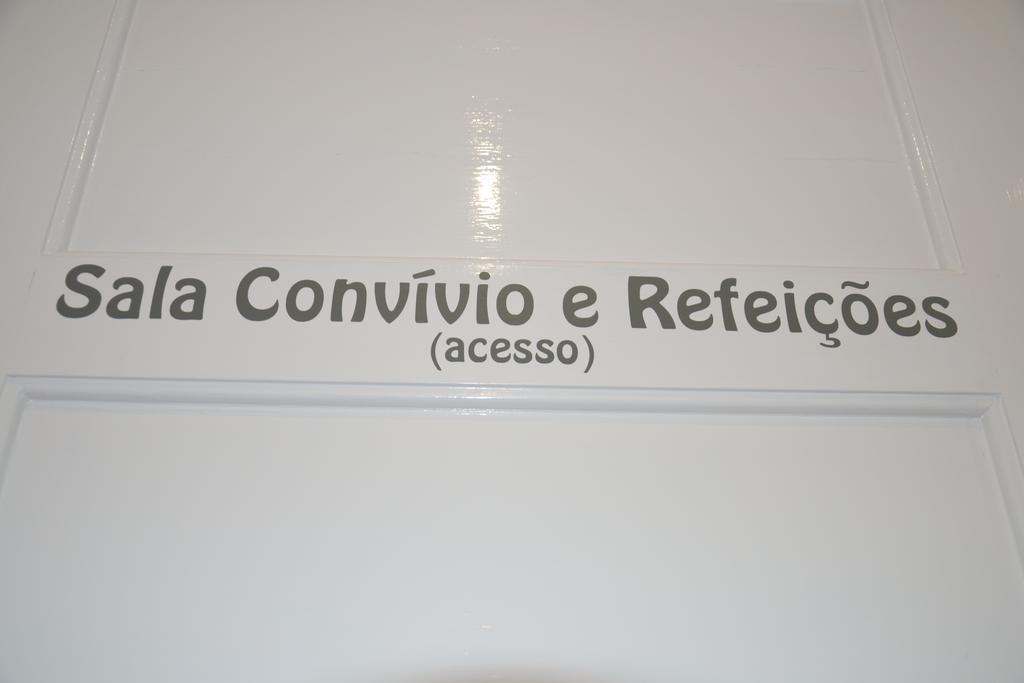 Sala Convívio e Refeições
(acesso)